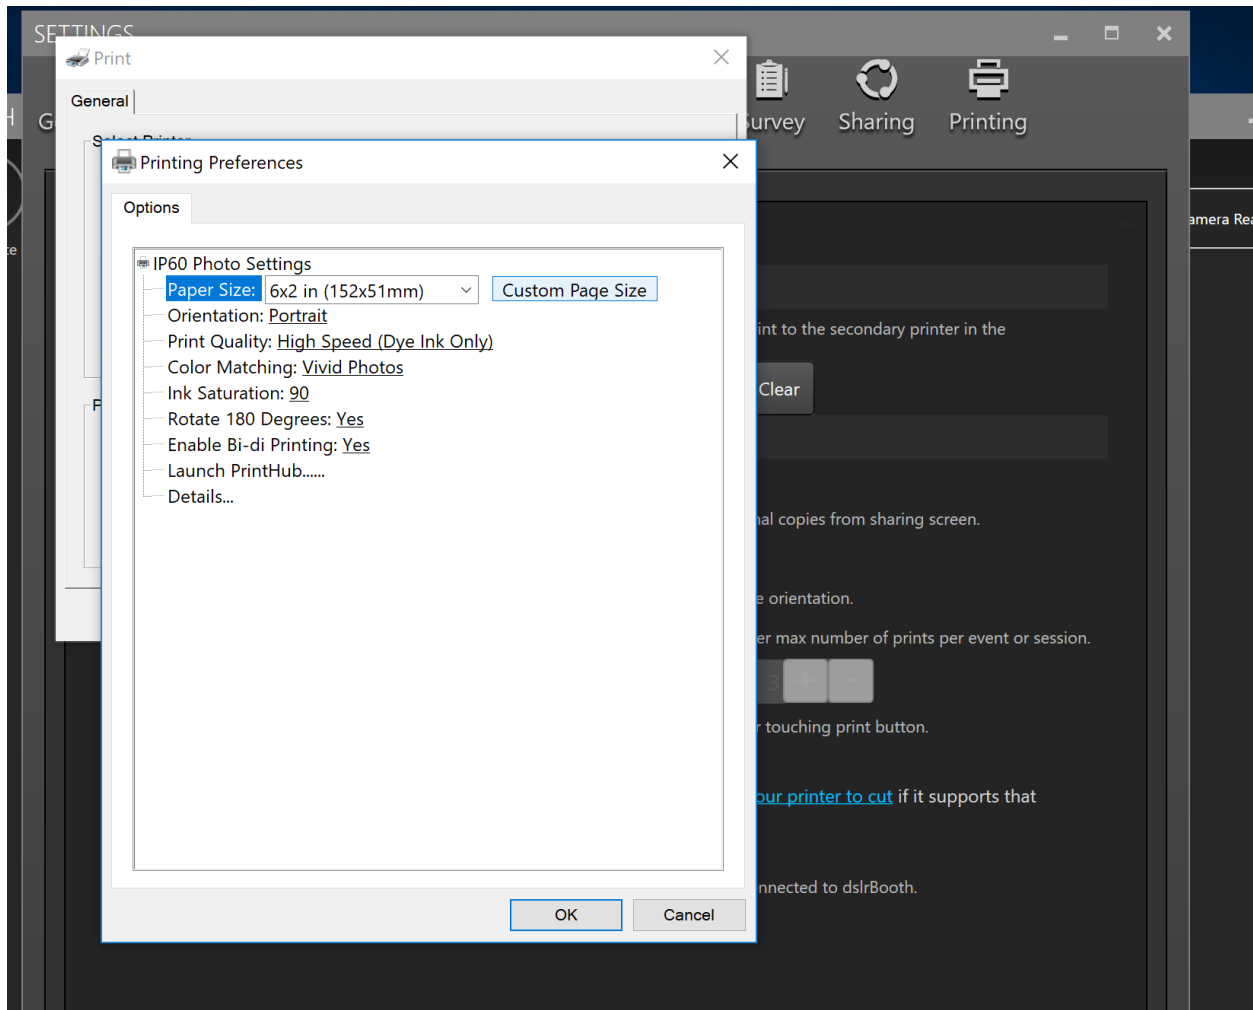 SETTINGS
Print
General
Survey
Sharing
Printing
Select Printer
Printing Preferences
Options
IP60 Photo Settings
Paper Size: 6x2 in (152x51mm) Custom Page Size
Orientation: Portrait
Print Quality: High Speed (Dye Ink Only)
Color Matching: Vivid Photos
Ink Saturation: 90
Rotate 180 Degrees: Yes
Enable Bi-di Printing: Yes
Launch PrintHub......
Details...
OK
Cancel
int to the secondary printer in the
Clear
al copies from sharing screen.
e orientation.
er max number of prints per event or session.
3 + -
r touching print button.
our printer to cut if it supports that
nnected to dslrBooth.
amera Rea